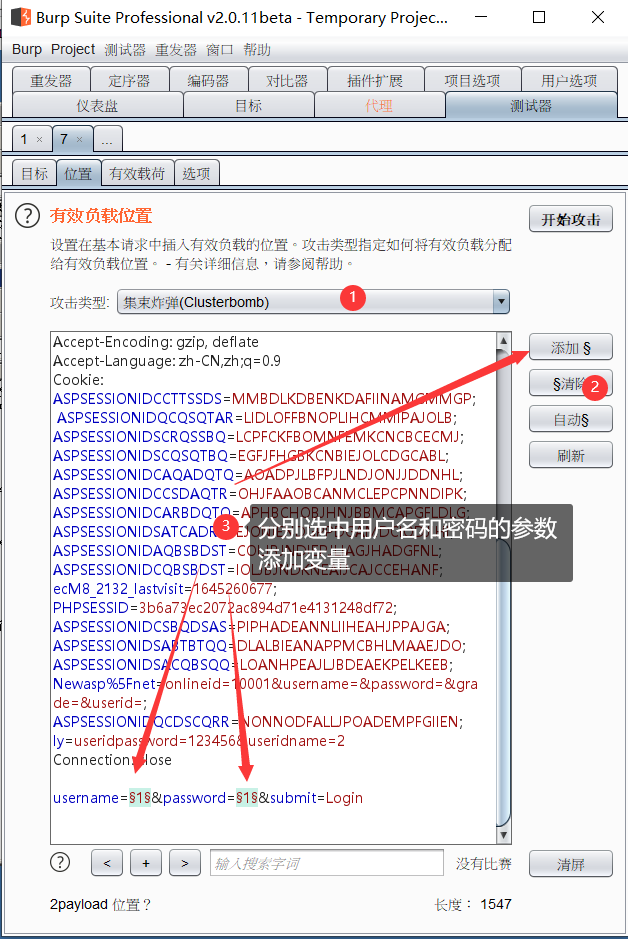 Burp Suite Professional v2.0.11beta - Temporary Projec...
Burp Project 测试器 重发器 窗口 帮助
重发器 定序器 编码器 对比器 插件扩展 项目选项 用户选项
仪表盘 目标 代理 测试器
1 × 7 × ...
目标 位置 有效载荷 选项
? 有效负载位置
开始攻击
设置在基本请求中插入有效负载的位置。攻击类型指定如何将有效负载分配
给有效负载位置。 - 有关详细信息，请参阅帮助。
攻击类型: 集束炸弹(Clusterbomb) 1
Accept-Encoding: gzip, deflate
Accept-Language: zh-CN,zh;q=0.9
Cookie:
ASPSESSIONIDCCTTSSDS=MMBDLKDBENKDAFIINAMCMMGP;
ASPSESSIONIDQCQSQTAR=LIDLOFFBNOPLIHCMMIPAJOLB;
ASPSESSIONIDSCRQSSBQ=LCPFCKFBOMNFEMKCNCBCECMJ;
ASPSESSIONIDSCQSQTBQ=EGFJFHGBKCNBIEJOLCDGCABL;
ASPSESSIONIDCAQADQTQ=AOADPJLBFPJLNDJONJJDDNHL;
ASPSESSIONIDCCSDAQTR=OHJFAAOBCANMCLEPCPNNDIPK;
ASPSESSIONIDCARBDQTQ=APHBCHOBJHNJBBMCAPGFLDLG;
ASPSESSIONIDSATCADR
ASPSESSIONIDAQBSBDST=
ASPSESSIONIDCQBSBDST=
ecM8_2132_lastvisit=1645260677;
PHPSESSID=3b6a73ec2072ac894d71e4131248df72;
ASPSESSIONIDCSBQDSAS=PIPHADEANNLIIHEAHJPPAJGA;
ASPSESSIONIDSABTBTQQ=DLALBIEANAPPMCBHLMAAEJDO;
ASPSESSIONIDSACQBSQQ=LOANHPEAJLJBDEAEKPELKEEB;
Newasp%5Fnet=onlineid=10001&username=&password=&gra
de=&userid=;
ASPSESSIONIDQCDSCQRR=NONNODFALLJPOADEMPFGIIEN;
ly=useridpassword=123456&useridname=2
Connection: close
username=§1§&password=§1§&submit=Login
添加 §
§清除 2
自动§
刷新
3 分别选中用户名和密码的参数
添加变量
? < + > 输入搜索字词 没有比赛 清屏
2payload 位置？ 长度： 1547